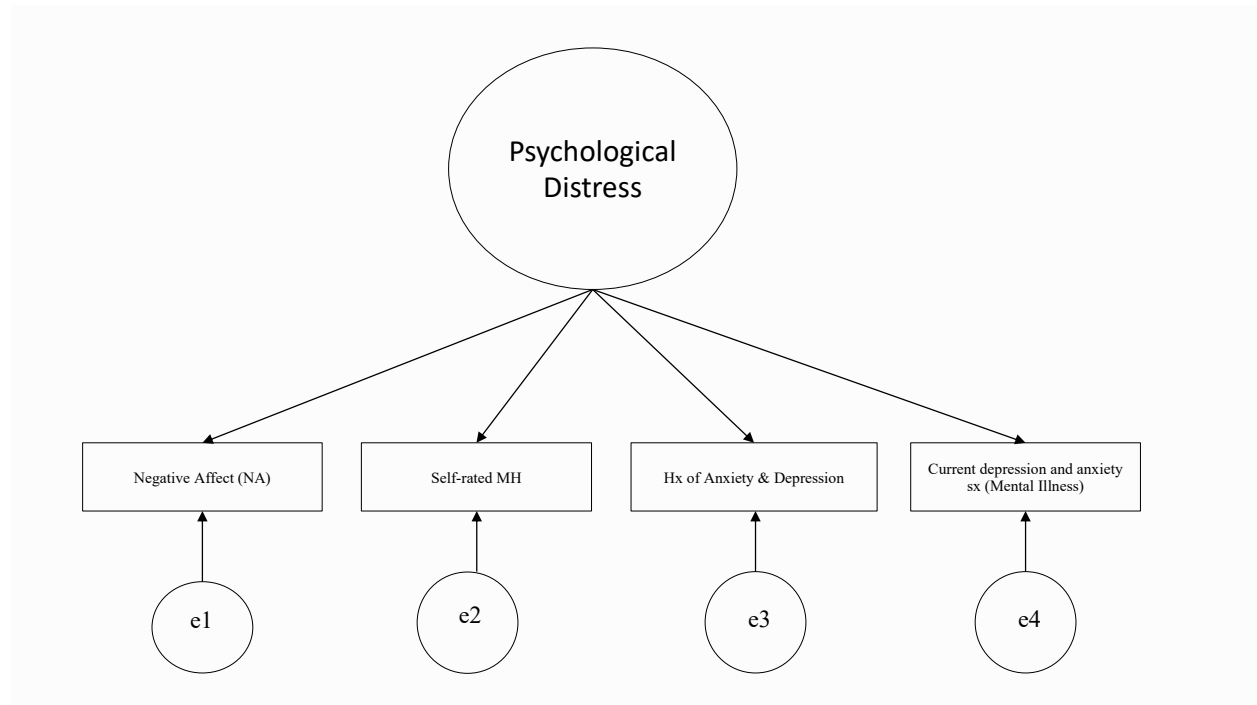 Psychological
Distress
Negative Affect (NA)
Self-rated MH
Hx of Anxiety & Depression
Current depression and anxiety
sx (Mental Illness)
e1
e2
e3
e4